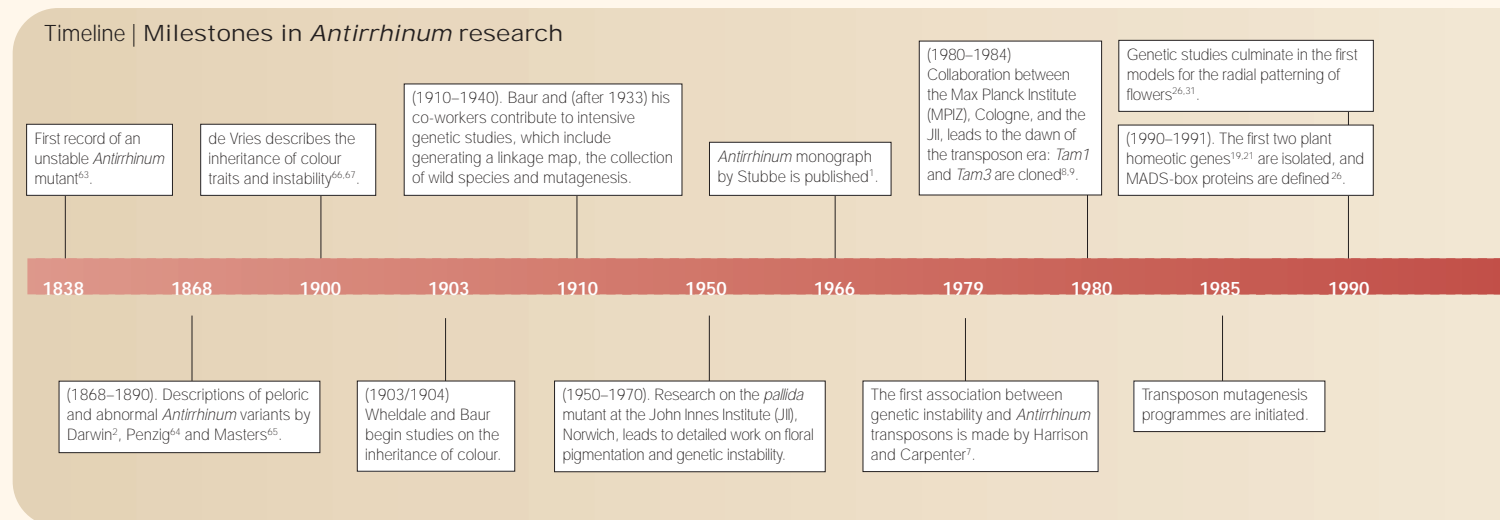 Timeline | Milestones in Antirrhinum research
First record of an
unstable Antirrhinum
mutant63.
de Vries describes the
inheritance of colour
traits and instability66,67.
(1910–1940). Baur and (after 1933) his
co-workers contribute to intensive
genetic studies, which include
generating a linkage map, the collection
of wild species and mutagenesis.
Antirrhinum monograph
by Stubbe is published1.
(1980–1984)
Collaboration between
the Max Planck Institute
(MPIZ), Cologne, and the
JII, leads to the dawn of
the transposon era: Tam1
and Tam3 are cloned8,9.
Genetic studies culminate in the first
models for the radial patterning of
flowers26,31.
(1990–1991). The first two plant
homeotic genes19,21 are isolated, and
MADS-box proteins are defined26.
1838 1868 1900 1903 1910 1950 1966 1979 1980 1985 1990
(1868–1890). Descriptions of peloric
and abnormal Antirrhinum variants by
Darwin2, Penzig64 and Masters65.
(1903/1904)
Wheldale and Baur
begin studies on the
inheritance of colour.
(1950–1970). Research on the pallida
mutant at the John Innes Institute (JII),
Norwich, leads to detailed work on floral
pigmentation and genetic instability.
The first association between
genetic instability and Antirrhinum
transposons is made by Harrison
and Carpenter7.
Transposon mutagenesis
programmes are initiated.